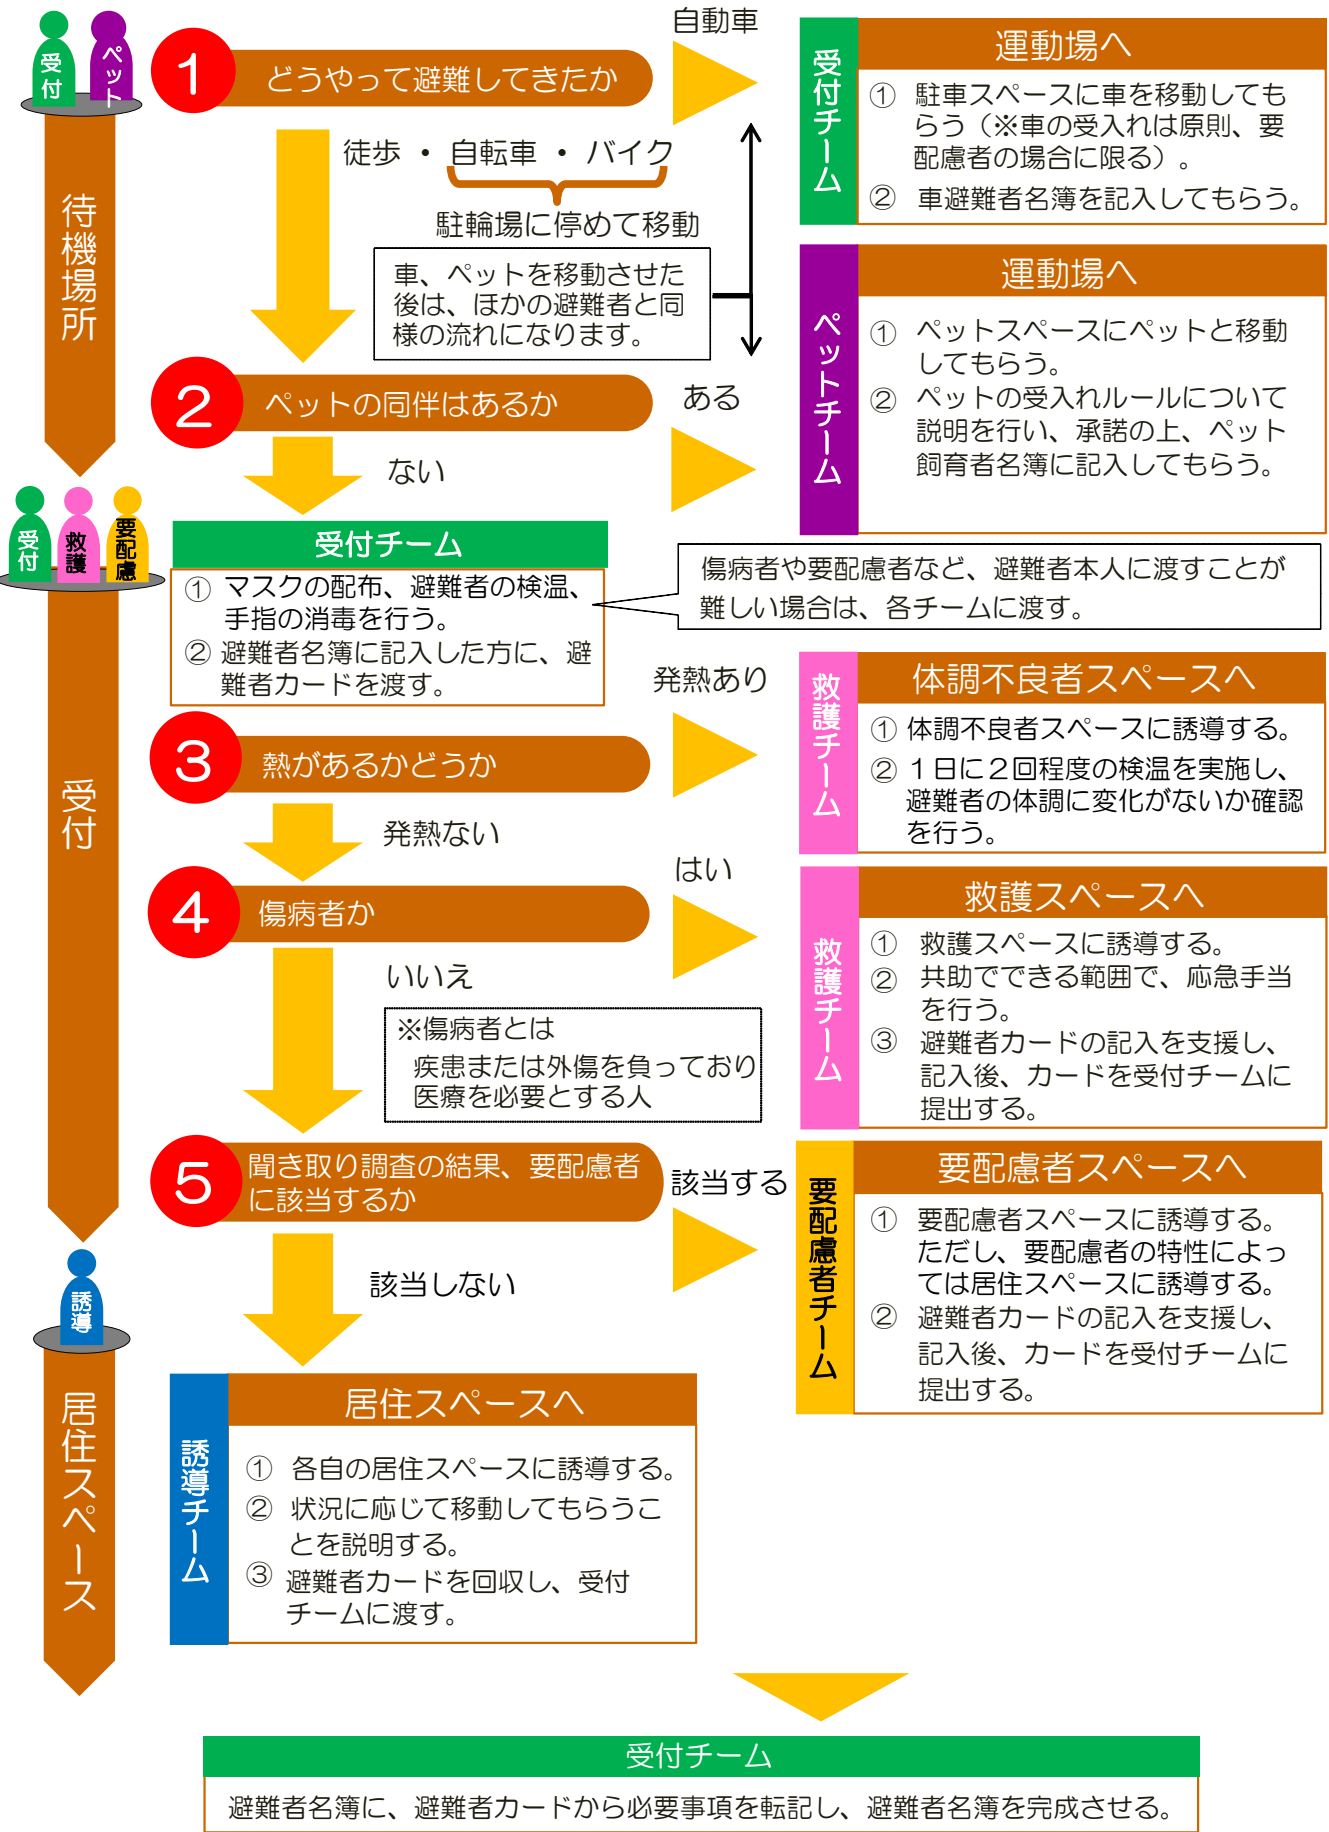 受付
ペット
待機場所
1
どうやって避難してきたか
自動車
徒歩 ・ 自転車 ・ バイク
駐輪場に停めて移動
車、ペットを移動させた
後は、ほかの避難者と同
様の流れになります。
受付チーム
運動場へ
① 駐車スペースに車を移動しても
らう（※車の受入れは原則、要
配慮者の場合に限る）。
② 車避難者名簿を記入してもらう。
2
ペットの同伴はあるか
ある
ない
ペットチーム
運動場へ
① ペットスペースにペットと移動
してもらう。
② ペットの受入れルールについて
説明を行い、承諾の上、ペット
飼育者名簿に記入してもらう。
受付
救護
要配慮
受付
受付チーム
① マスクの配布、避難者の検温、
手指の消毒を行う。
② 避難者名簿に記入した方に、避
難者カードを渡す。
傷病者や要配慮者など、避難者本人に渡すことが
難しい場合は、各チームに渡す。
3
熱があるかどうか
発熱あり
発熱ない
救護チーム
体調不良者スペースへ
① 体調不良者スペースに誘導する。
② １日に２回程度の検温を実施し、
避難者の体調に変化がないか確認
を行う。
4
傷病者か
はい
いいえ
※傷病者とは
疾患または外傷を負っており
医療を必要とする人
救護チーム
救護スペースへ
① 救護スペースに誘導する。
② 共助でできる範囲で、応急手当
を行う。
③ 避難者カードの記入を支援し、
記入後、カードを受付チームに
提出する。
5
聞き取り調査の結果、要配慮者
に該当するか
該当する
該当しない
要配慮者チーム
要配慮者スペースへ
① 要配慮者スペースに誘導する。
ただし、要配慮者の特性によっ
ては居住スペースに誘導する。
② 避難者カードの記入を支援し、
記入後、カードを受付チームに
提出する。
誘導
居住スペース
誘導チーム
居住スペースへ
① 各自の居住スペースに誘導する。
② 状況に応じて移動してもらうこ
とを説明する。
③ 避難者カードを回収し、受付
チームに渡す。
受付チーム
避難者名簿に、避難者カードから必要事項を転記し、避難者名簿を完成させる。